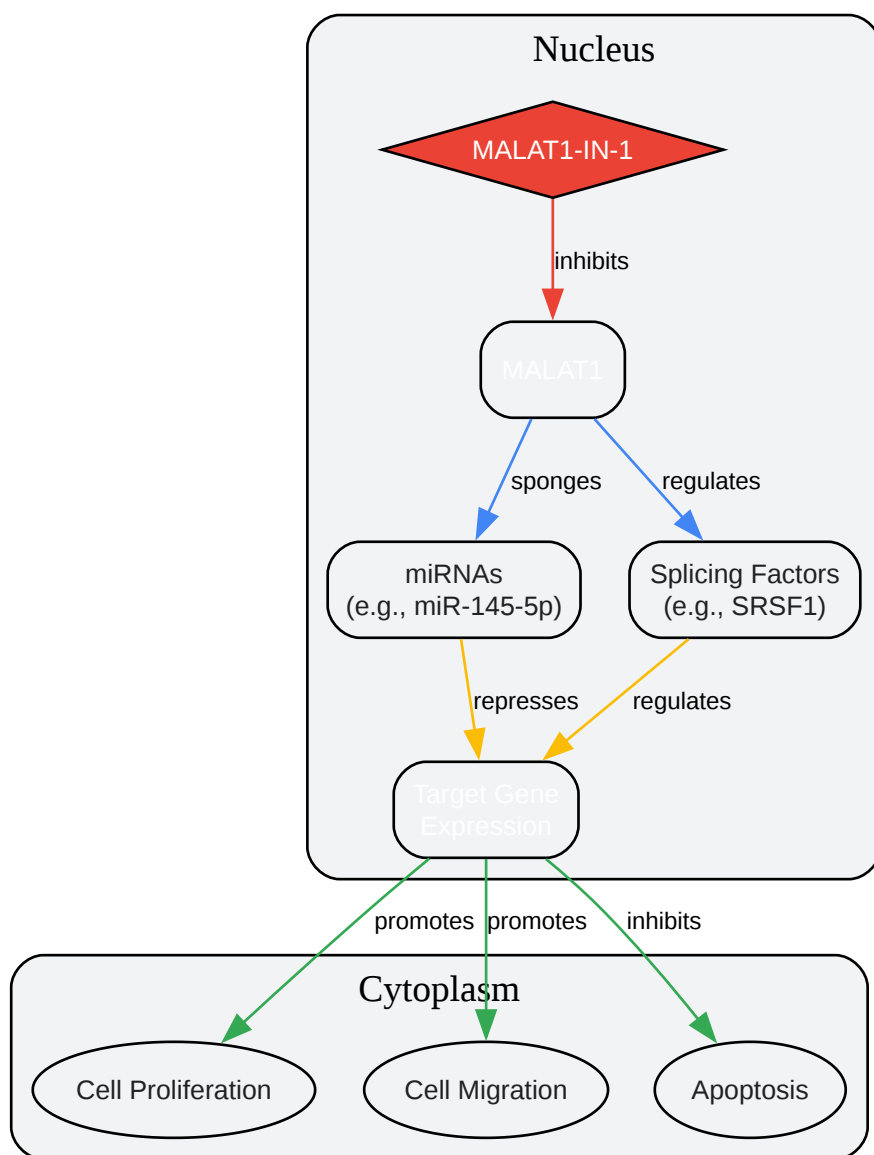 Nucleus
MALAT1-IN-1
inhibits
MALAT1
sponges
regulates
miRNAs
(e.g., miR-145-5p)
Splicing Factors
(e.g., SRSF1)
represses
regulates
Target Gene
Expression
promotes
promotes
inhibits
Cytoplasm
Cell Proliferation
Cell Migration
Apoptosis